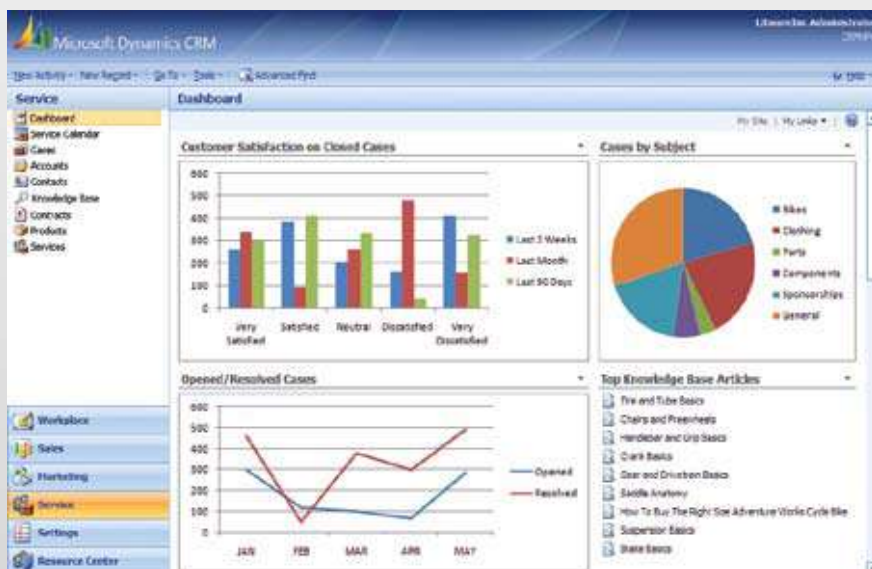 Microsoft Dynamics CRM
New Activity New Record Go To Tools Advanced Find
Help
Service
Dashboard
Dashboard
Service Calendar
Cases
Accounts
Contacts
Knowledge Base
Contracts
Products
Services
My Site | My Links
Customer Satisfaction on Closed Cases
600
500
400
300
200
100
0
Very Satisfied
Satisfied
Neutral
Dissatisfied
Very Dissatisfied
Last 2 Weeks
Last Month
Last 90 Days
Cases by Subject
Bikes
Clothing
Parts
Components
Sponsorships
General
Opened/Resolved Cases
600
500
400
300
200
100
0
JAN FEB MAR APR MAY
Opened
Resolved
Top Knowledge Base Articles
Tire and Tube Basics
Chains and Freewheels
Handlebar and Grip Basics
Crank Basics
Gear and Drivetrain Basics
Saddle Anatomy
How To Buy The Right Size Adventure Works Cycle Bike
Suspension Basics
Brake Basics
Workplace
Sales
Marketing
Service
Settings
Resource Center